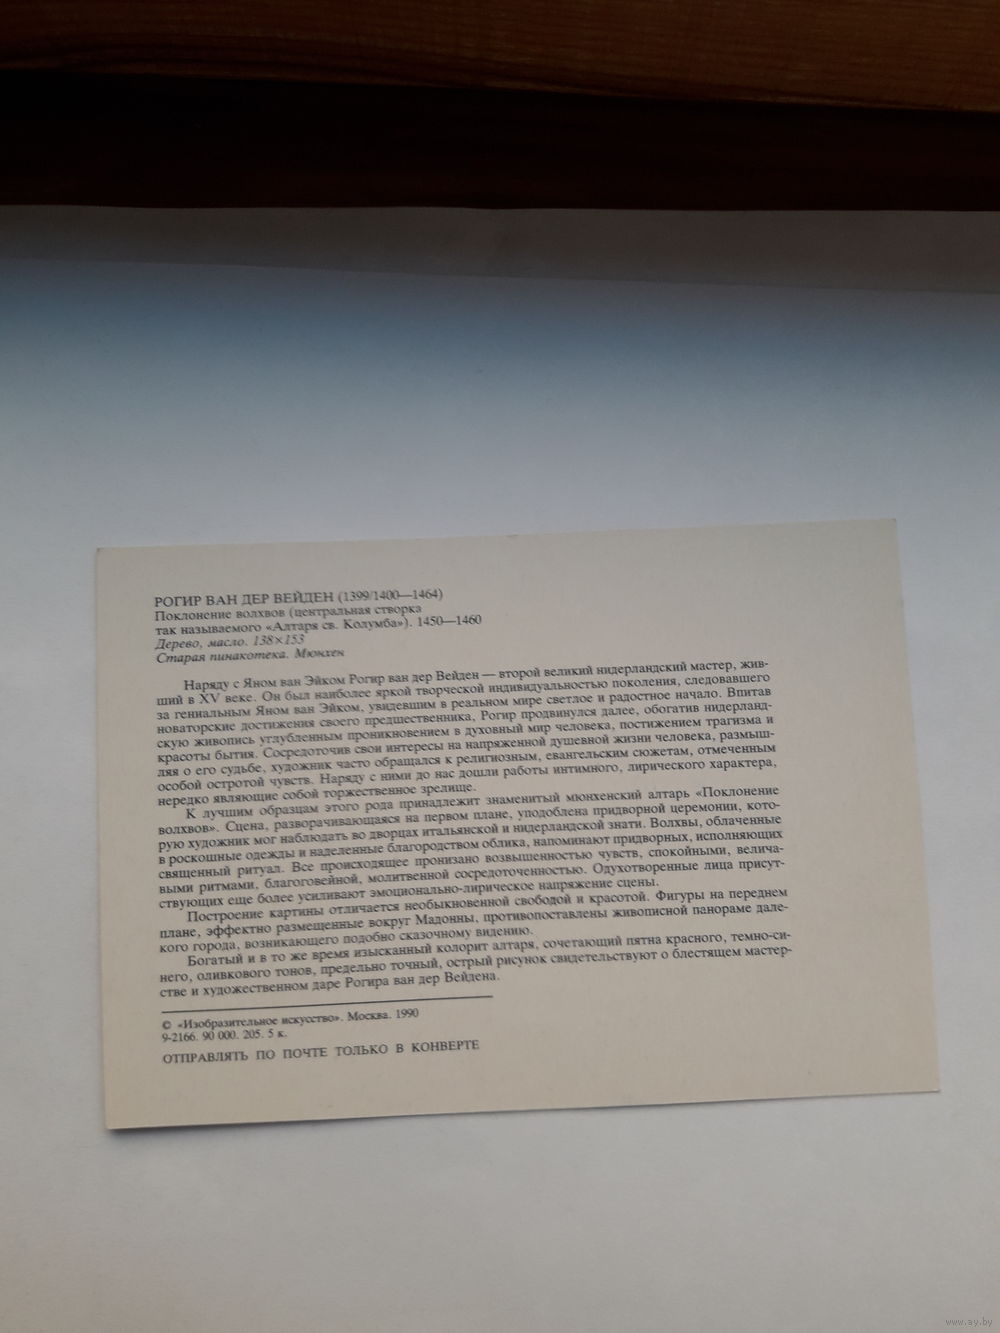 РОГИР ВАН ДЕР ВЕЙДЕН (1399/1400—1464)
Поклонение волхвов (центральная створка
так называемого «Алтаря св. Колумба»). 1450—1460
Дерево, масло. 138×153
Старая пинакотека. Мюнхен
Наряду с Яном ван Эйком Рогир ван дер Вейден — второй великий нидерландский мастер, жив-
ший в XV веке. Он был наиболее яркой творческой индивидуальностью поколения, следовавшего
за гениальным Яном ван Эйком, увидевшим в реальном мире светлое и радостное начало. Впитав
новаторские достижения своего предшественника, Рогир продвинулся далее, обогатив нидерланд-
скую живопись углубленным проникновением в духовный мир человека, постижением трагизма и
красоты бытия. Сосредоточив свои интересы на напряженной душевной жизни человека, размыш-
ляя о его судьбе, художник часто обращался к религиозным, евангельским сюжетам, отмеченным
особой остротой чувств. Наряду с ними до нас дошли работы интимного, лирического характера,
нередко являющие собой торжественное зрелище.
К лучшим образцам этого рода принадлежит знаменитый мюнхенский алтарь «Поклонение
волхвов». Сцена, разворачивающаяся на первом плане, уподоблена придворной церемонии, кото-
рую художник мог наблюдать во дворцах итальянской и нидерландской знати. Волхвы, облаченные
в роскошные одежды и наделенные благородством облика, напоминают придворных, исполняющих
священный ритуал. Все происходящее пронизано возвышенностью чувств, спокойными, велича-
выми ритмами, благоговейной, молитвенной сосредоточенностью. Одухотворенные лица присут-
ствующих еще более усиливают эмоционально-лирическое напряжение сцены.
Построение картины отличается необыкновенной свободой и красотой. Фигуры на переднем
плане, эффектно размещенные вокруг Мадонны, противопоставлены живописной панораме дале-
кого города, возникающего подобно сказочному видению.
Богатый и в то же время изысканный колорит алтаря, сочетающий пятна красного, темно-си-
него, оливкового тонов, предельно точный, острый рисунок свидетельствуют о блестящем мастер-
стве и художественном даре Рогира ван дер Вейдена.
© «Изобразительное искусство». Москва. 1990
9-2166. 90 000. 205. 5 к.
ОТПРАВЛЯТЬ ПО ПОЧТЕ ТОЛЬКО В КОНВЕРТЕ
www.ay.by